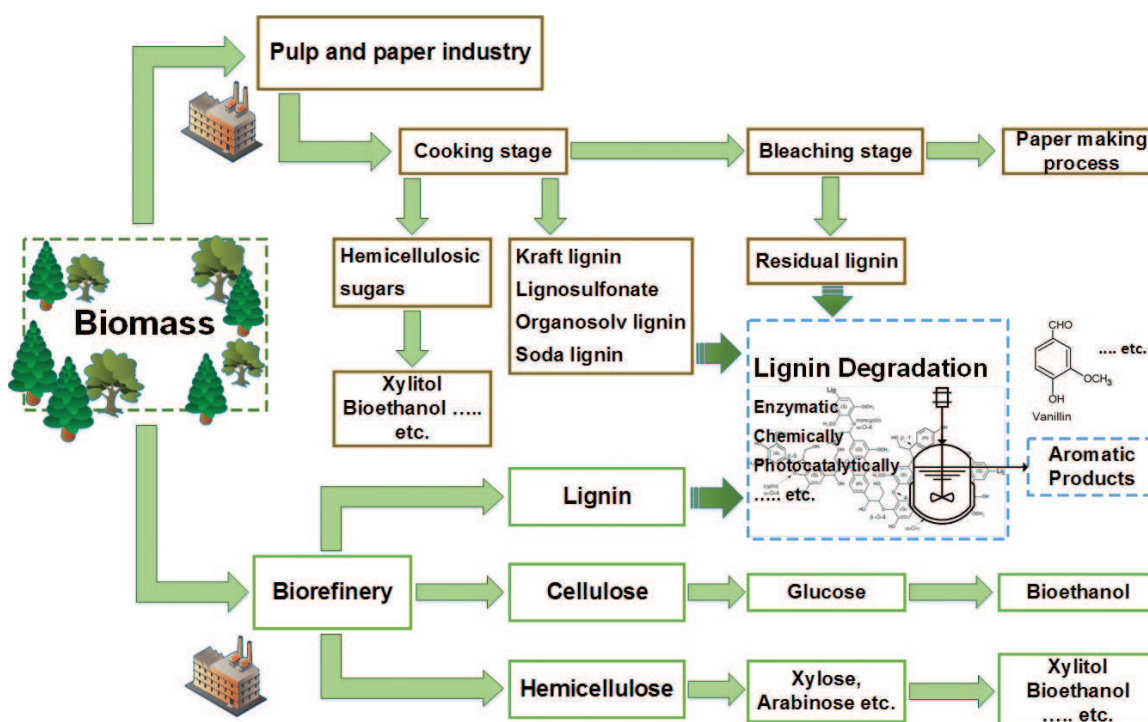 Pulp and paper industry
Cooking stage
Bleaching stage
Paper making
process
Hemicellulosic
sugars
Kraft lignin
Lignosulfonate
Organosolv lignin
Soda lignin
Residual lignin
Biomass
Xylitol
Bioethanol …..
etc.
Lignin Degradation
Enzymatic
Chemically
Photocatalytically
….. etc.
CHO
.... etc.
OCH3
OH
Vanillin
Aromatic
Products
Lignin
Biorefinery
Cellulose
Glucose
Bioethanol
Hemicellulose
Xylose,
Arabinose etc.
Xylitol
Bioethanol
….. etc.